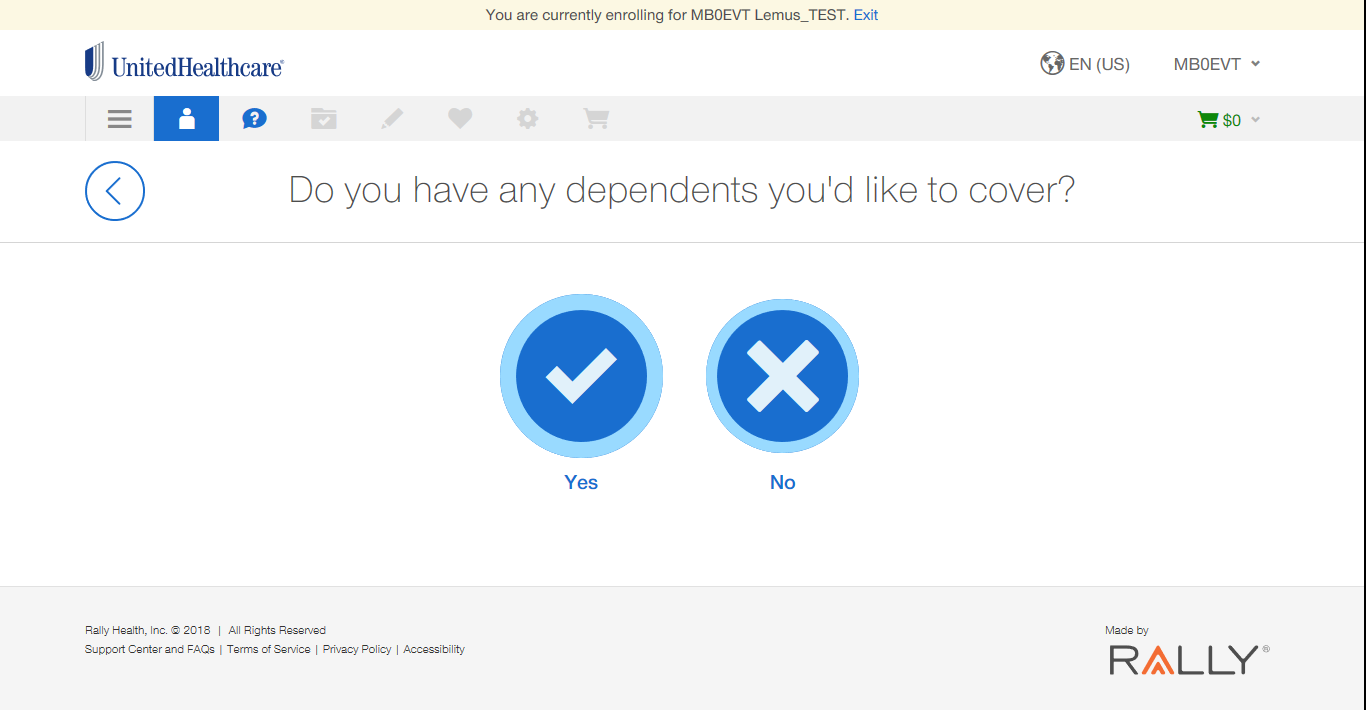 You are currently enrolling for MB0EVT Lemus_TEST. Exit
UnitedHealthcare®
EN (US)
MB0EVT
$0
Do you have any dependents you'd like to cover?
Yes
No
Rally Health, Inc. © 2018 | All Rights Reserved
Support Center and FAQs | Terms of Service | Privacy Policy | Accessibility
Made by
RALLY®